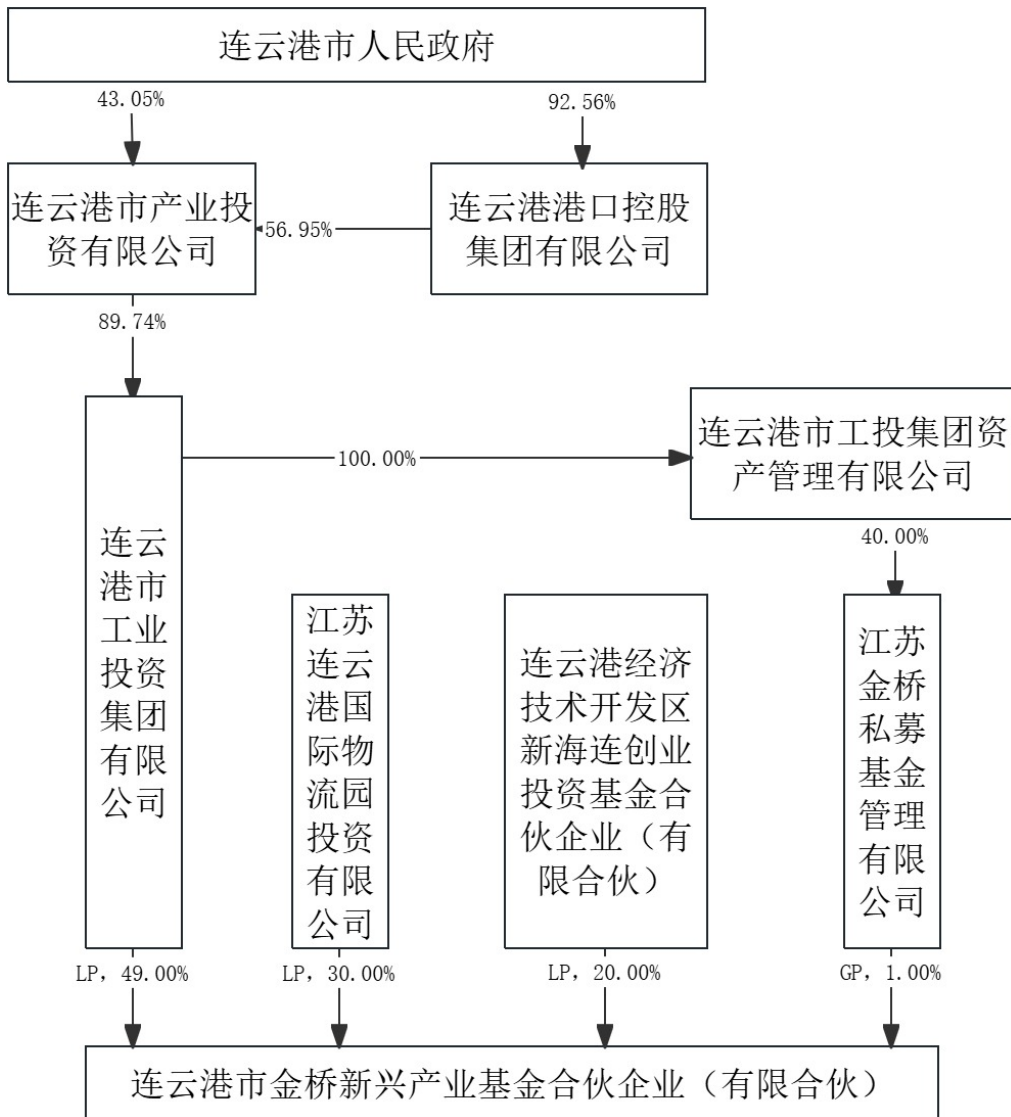 连云港市人民政府
43.05%
92.56%
连云港市产业投
资有限公司
56.95%
连云港港口控股
集团有限公司
89.74%
100.00%
连云港市工投集团资
产管理有限公司
40.00%
连云
港市
工业
投资
集团
有限
公司
江苏
连云
港国
际物
流园
投资
有限
公司
连云港经济
技术开发区
新海连创业
投资基金合
伙企业（有
限合伙）
江苏
金桥
私募
基金
管理
有限
公司
LP，49.00%
LP，30.00%
LP，20.00%
GP，1.00%
连云港市金桥新兴产业基金合伙企业（有限合伙）